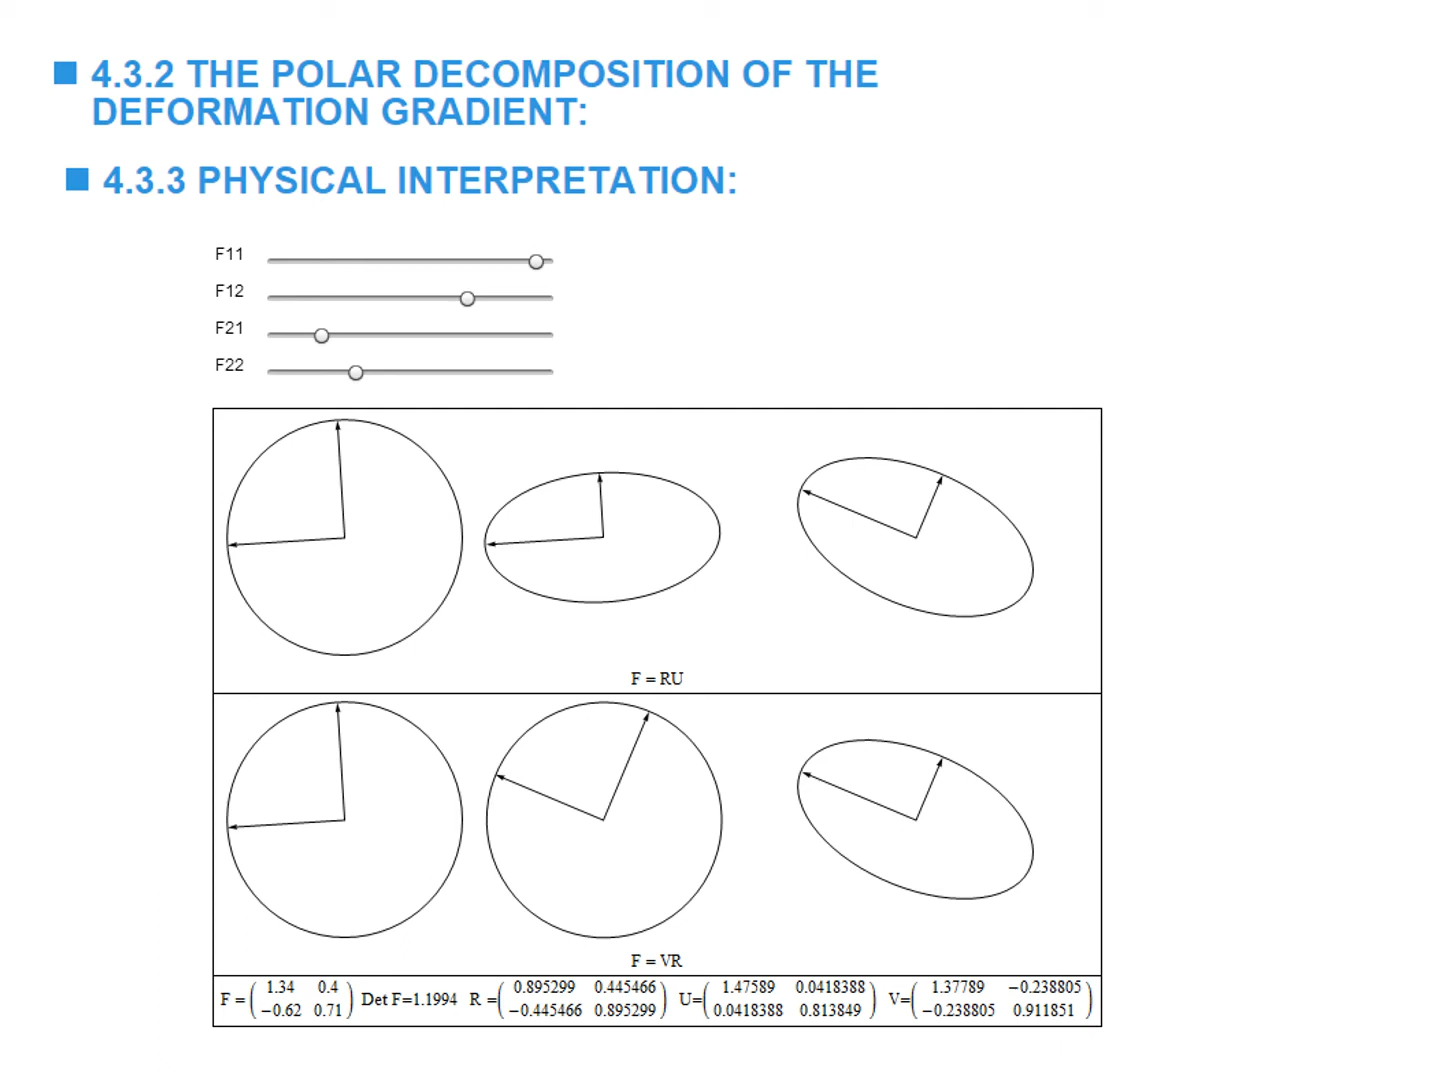 4.3.2 THE POLAR DECOMPOSITION OF THE
DEFORMATION GRADIENT:
4.3.3 PHYSICAL INTERPRETATION:
F11
F12
F21
F22
F = RU
F = VR
F = ( 1.34 0.4 ) Det F=1.1994 R =( 0.895299 0.445466 ) U=( 1.47589 0.0418388 ) V=( 1.37789 −0.238805 )
−0.62 0.71 −0.445466 0.895299 0.0418388 0.813849 −0.238805 0.911851